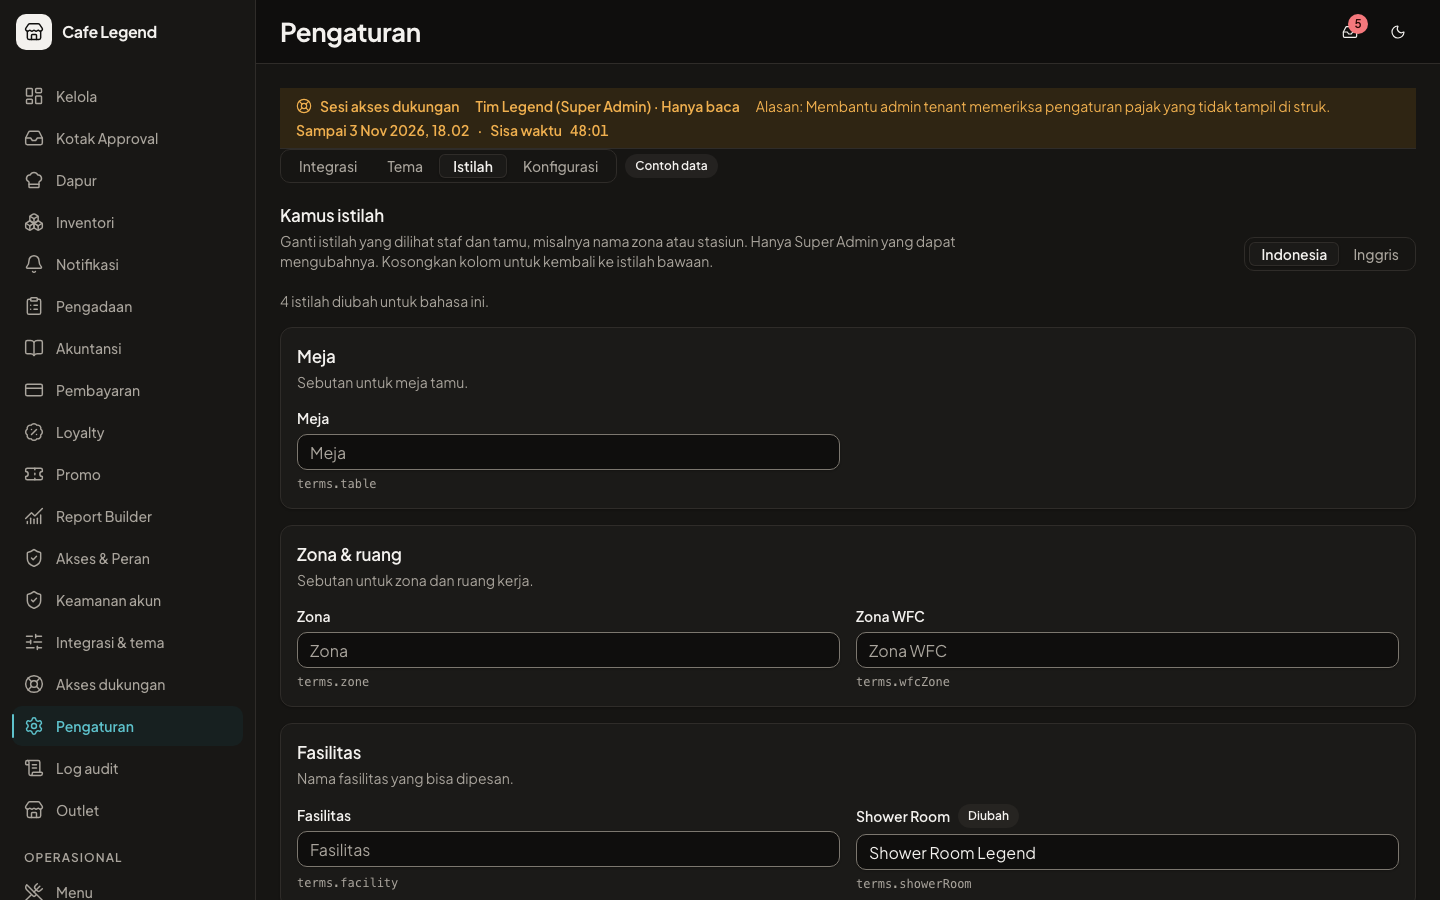 Cafe Legend
Pengaturan
5
Kelola
Kotak Approval
Dapur
Inventori
Notifikasi
Pengadaan
Akuntansi
Pembayaran
Loyalty
Promo
Report Builder
Akses & Peran
Keamanan akun
Integrasi & tema
Akses dukungan
Pengaturan
Log audit
Outlet
OPERASIONAL
Menu
Sesi akses dukungan Tim Legend (Super Admin) · Hanya baca Alasan: Membantu admin tenant memeriksa pengaturan pajak yang tidak tampil di struk.
Sampai 3 Nov 2026, 18.02 · Sisa waktu 48:01
Integrasi Tema Istilah Konfigurasi Contoh data
Kamus istilah
Ganti istilah yang dilihat staf dan tamu, misalnya nama zona atau stasiun. Hanya Super Admin yang dapat
mengubahnya. Kosongkan kolom untuk kembali ke istilah bawaan.
Indonesia Inggris
4 istilah diubah untuk bahasa ini.
Meja
Sebutan untuk meja tamu.
Meja
Meja
terms.table
Zona & ruang
Sebutan untuk zona dan ruang kerja.
Zona
Zona
terms.zone
Zona WFC
Zona WFC
terms.wfcZone
Fasilitas
Nama fasilitas yang bisa dipesan.
Fasilitas
Fasilitas
terms.facility
Shower Room Diubah
Shower Room Legend
terms.showerRoom